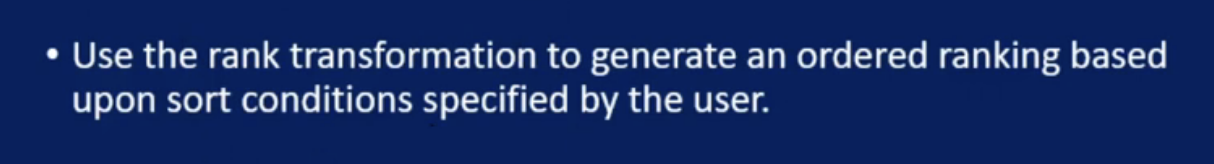 • Use the rank transformation to generate an ordered ranking based
upon sort conditions specified by the user.